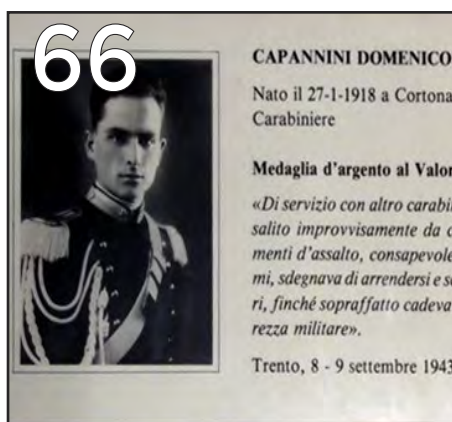 66
CAPANNINI DOMENICO
Nato il 27-1-1918 a Cortona
Carabiniere
Medaglia d'argento al Valor
«Di servizio con altro carabi
salito improvvisamente da
menti d'assalto, consapevole
mi, sdegnava di arrendersi e
ri, finché sopraffatto cadeva
rezza militare».
Trento, 8 - 9 settembre 1943